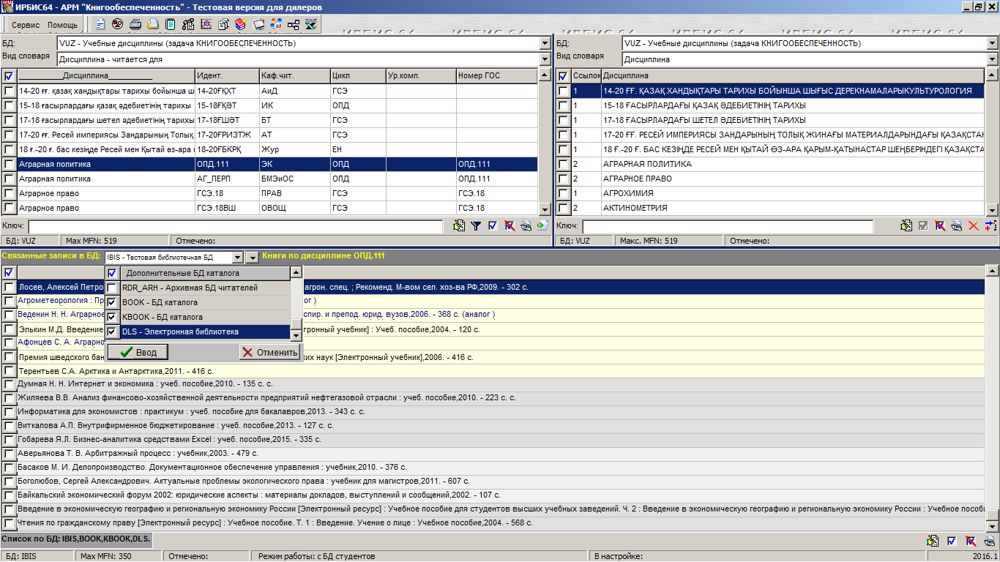 ИРБИС64 - АРМ "Книгообеспеченность" - Тестовая версия для дилеров
Сервис Помощь
БД: VUZ - Учебные дисциплины (задача КНИГООБЕСПЕЧЕННОСТЬ)
Вид словаря Дисциплина - читается для
Дисциплина Идент. Каф.чит. Цикл Ур.комп. Номер ГОС
14-20 ғғ. қазақ хандықтары тарихы бойынша ш 14-20ҒҚХТ АиД ГСЭ
15-18 ғасырлардағы қазақ әдебиетінің тарихы 15-18ҒҚӘТ ИК ОПД
17-18 ғасырлардағы шетел әдебиетінің тарихы 17-18ҒШӘТ БТ ГСЭ
17-20 ғғ. Ресей империясы Зандарының Толық 17-20ҒРИЗТЖ АТ ГСЭ
18 ғ.-20 ғ. бас кезіңде Ресей мен Қытай өз-ара 18-20ҒБКРҚ Жур ЕН
Аграрная политика ОПД.111 ЭК ОПД ОПД.111
Аграрная политика АГ_ПЕРП БМЭиОС ОПД ОПД.111
Аграрное право ГСЭ.18 ПРАВ ГСЭ ГСЭ.18
Аграрное право ГСЭ.18ВШ ОВОЩ ГСЭ ГСЭ.18
Ключ:
БД: VUZ Max MFN: 519 Отмечено:
БД: VUZ - Учебные дисциплины (задача КНИГООБЕСПЕЧЕННОСТЬ)
Вид словаря Дисциплина
Ссылок Дисциплина
1 14-20 ҒҒ. ҚАЗАҚ ХАНДЫҚТАРЫ ТАРИХЫ БОЙЫНША ШЫҒЫС ДЕРЕКНАМАЛАРЫКУЛЬТУРОЛОГИЯ
1 15-18 ҒАСЫРЛАРДАҒЫ ҚАЗАҚ ӘДЕБИЕТІНІҢ ТАРИХЫ
1 17-18 ҒАСЫРЛАРДАҒЫ ШЕТЕЛ ӘДЕБИЕТІНІҢ ТАРИХЫ
1 17-20 ҒҒ. РЕСЕЙ ИМПЕРИЯСЫ ЗАНДАРЫНЫҢ ТОЛЫҚ ЖИНАҒЫ МАТЕРИАЛДАРЫНДАҒЫ ҚАЗАҚСТАН
1 18 Ғ.-20 Ғ. БАС КЕЗІҢДЕ РЕСЕЙ МЕН ҚЫТАЙ ӨЗ-АРА ҚАРЫМ-ҚАТЫНАСТАР ШЕҢБЕРІНДЕГІ ҚАЗАҚСТА
2 АГРАРНАЯ ПОЛИТИКА
2 АГРАРНОЕ ПРАВО
1 АГРОХИМИЯ
2 АКТИНОМЕТРИЯ
Ключ:
БД: VUZ Макс. MFN: 519 Отмечено:
Связанные записи в БД: IBIS - Тестовая библиотечная БД Книги по дисциплине ОПД.111
Дополнительные БД каталога
RDR_ARH - Архивная БД читателей
BOOK - БД каталога
KBOOK - БД каталога
DLS - Электронная библиотека
Ввод Отменить
Лосев, Алексей Петро агрон. спец. ; Рекоменд. М-вом сел. хоз-ва РФ,2009. - 302 с.
Агрометеорология : Пр ог )
Веденин Н. Н. Аграрное спир. и препод. юрид. вузов,2006. - 368 с. (аналог )
Элькин М.Д. Введение тронный учебник] : Учеб. пособие,2004. - 120 с.
Афонцев С. А. Аграрно
Премия шведского бан ких наук [Электронный учебник],2006. - 416 с.
Терентьев С.А. Арктика и Антарктика,2011. - 416 с.
Думная Н. Н. Интернет и экономика : учеб. пособие,2010. - 135 с. с.
Жиляева В.В. Анализ финансово-хозяйственной деятельности предприятий нефтегазовой отрасли : учеб. пособие,2010. - 223 с. с.
Информатика для экономистов : практикум : учеб. пособие для бакалавров,2013. - 343 с. с.
Виткалова А.П. Внутрифирменное бюджетирование : учеб. пособие,2013. - 127 с. с.
Гобарева Я.Л. Бизнес-аналитика средствами Excel : учеб. пособие,2015. - 335 с.
Аверьянова Т. В. Арбитражный процесс : учебник,2003. - 479 с.
Басаков М. И. Делопроизводство. Документационное обеспечение управления : учебник,2010. - 376 с.
Боголюбов, Сергей Александрович. Актуальные проблемы экологического права : учебник для магистров,2011. - 607 с.
Байкальский экономический форум 2002: юридические аспекты : материалы докладов, выступлений и сообщений,2002. - 107 с.
Введение в экономическую географию и региональную экономику России [Электронный ресурс] : Учебное пособие для студентов высших учебных заведений. Ч. 2 : Введение в экономическую географию и региональную экономику России : Учебное пособ
Чтения по гражданскому праву [Электронный ресурс] : Учебное пособие. Т. 1 : Введение. Учение о лице : Учебное пособие,2004. - 568 с.
Список по БД: IBIS,BOOK,KBOOK,DLS.
БД: IBIS Max MFN: 350 Отмечено: Режим работы: с БД студентов В настройке: 2016.1